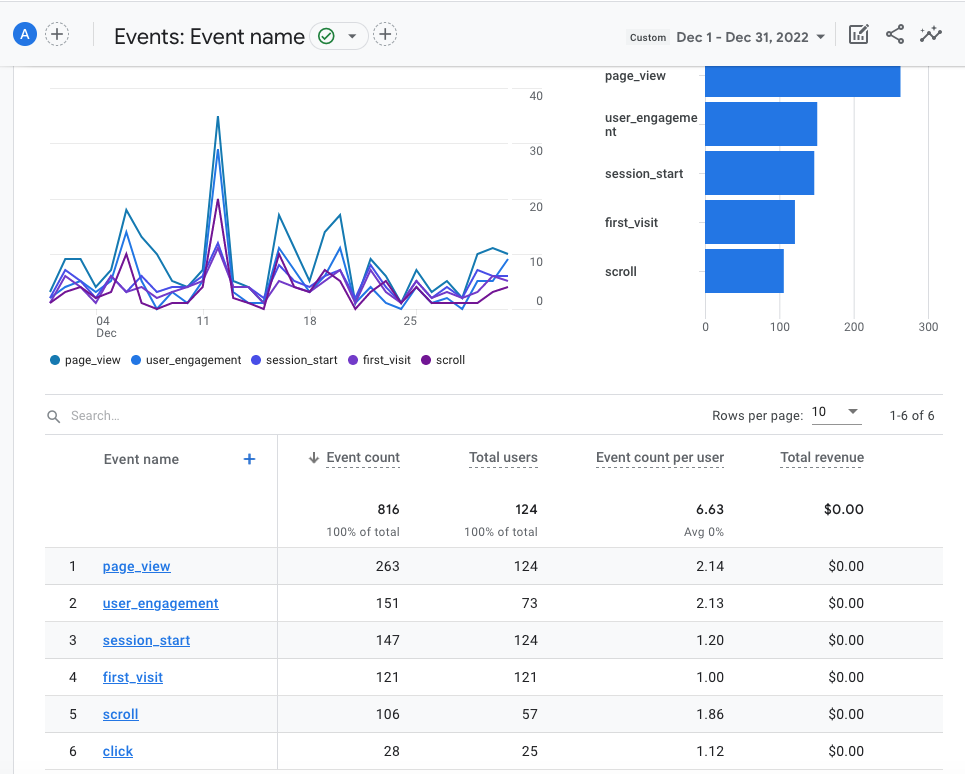 A
Events: Event name
Custom Dec 1 - Dec 31, 2022
40
30
20
10
0
04
Dec
11
18
25
page_view user_engagement session_start first_visit scroll
page_view
user_engageme
nt
session_start
first_visit
scroll
0 100 200 300
Search…
Rows per page: 10 1-6 of 6
Event name + Event count Total users Event count per user Total revenue
816 124 6.63 $0.00
100% of total 100% of total Avg 0%
1 page_view 263 124 2.14 $0.00
2 user_engagement 151 73 2.13 $0.00
3 session_start 147 124 1.20 $0.00
4 first_visit 121 121 1.00 $0.00
5 scroll 106 57 1.86 $0.00
6 click 28 25 1.12 $0.00